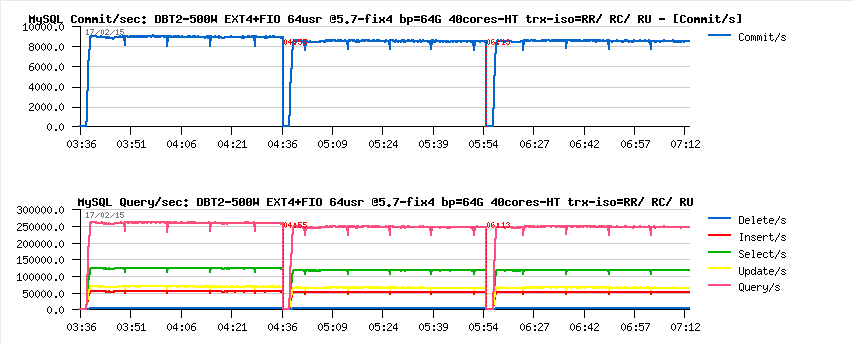 MySQL Commit/sec: DBT2-500W EXT4+FIO 64usr @5.7-fix4 bp=64G 40cores-HT trx-iso=RR/ RC/ RU - [Commit/s]
10000.0
17/02/15
04:55
06:13
Commit/s
8000.0
6000.0
4000.0
2000.0
0.0
03:36 03:51 04:06 04:21 04:36 05:09 05:24 05:39 05:54 06:27 06:42 06:57 07:12
MySQL Query/sec: DBT2-500W EXT4+FIO 64usr @5.7-fix4 bp=64G 40cores-HT trx-iso=RR/ RC/ RU
300000.0
17/02/15
04:55
06:13
250000.0
200000.0
150000.0
100000.0
50000.0
0.0
Delete/s
Insert/s
Select/s
Update/s
Query/s
03:36 03:51 04:06 04:21 04:36 05:09 05:24 05:39 05:54 06:27 06:42 06:57 07:12